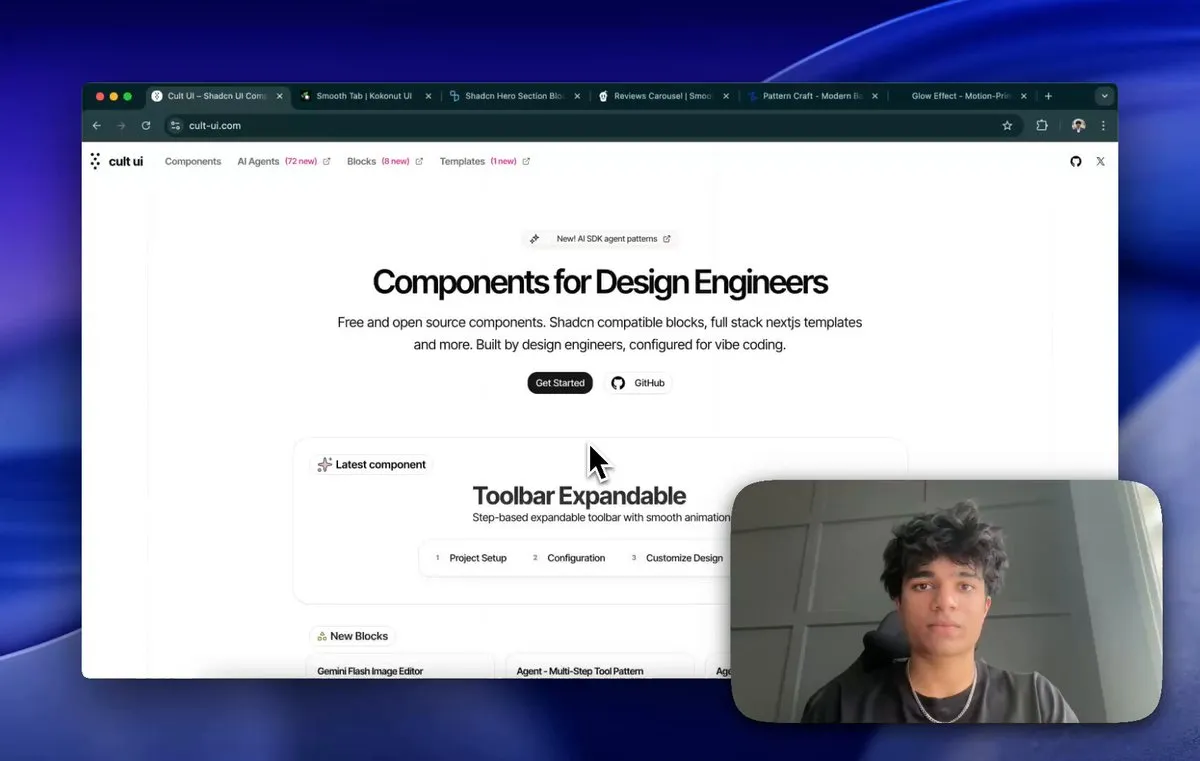 Cult UI – Shadcn UI Com
Smooth Tab | Kokonut UI
Shadcn Hero Section Blo
Reviews Carousel | Smoo
Pattern Craft - Modern B
Glow Effect - Motion-Prim
cult-ui.com
cult ui
Components
AI Agents (72 new)
Blocks (8 new)
Templates (1 new)
New! AI SDK agent patterns
Components for Design Engineers
Free and open source components. Shadcn compatible blocks, full stack nextjs templates
and more. Built by design engineers, configured for vibe coding.
Get Started
GitHub
Latest component
Toolbar Expandable
Step-based expandable toolbar with smooth animation
1 Project Setup
2 Configuration
3 Customize Design
New Blocks
Gemini Flash Image Editor
Agent - Multi-Step Tool Pattern
Age